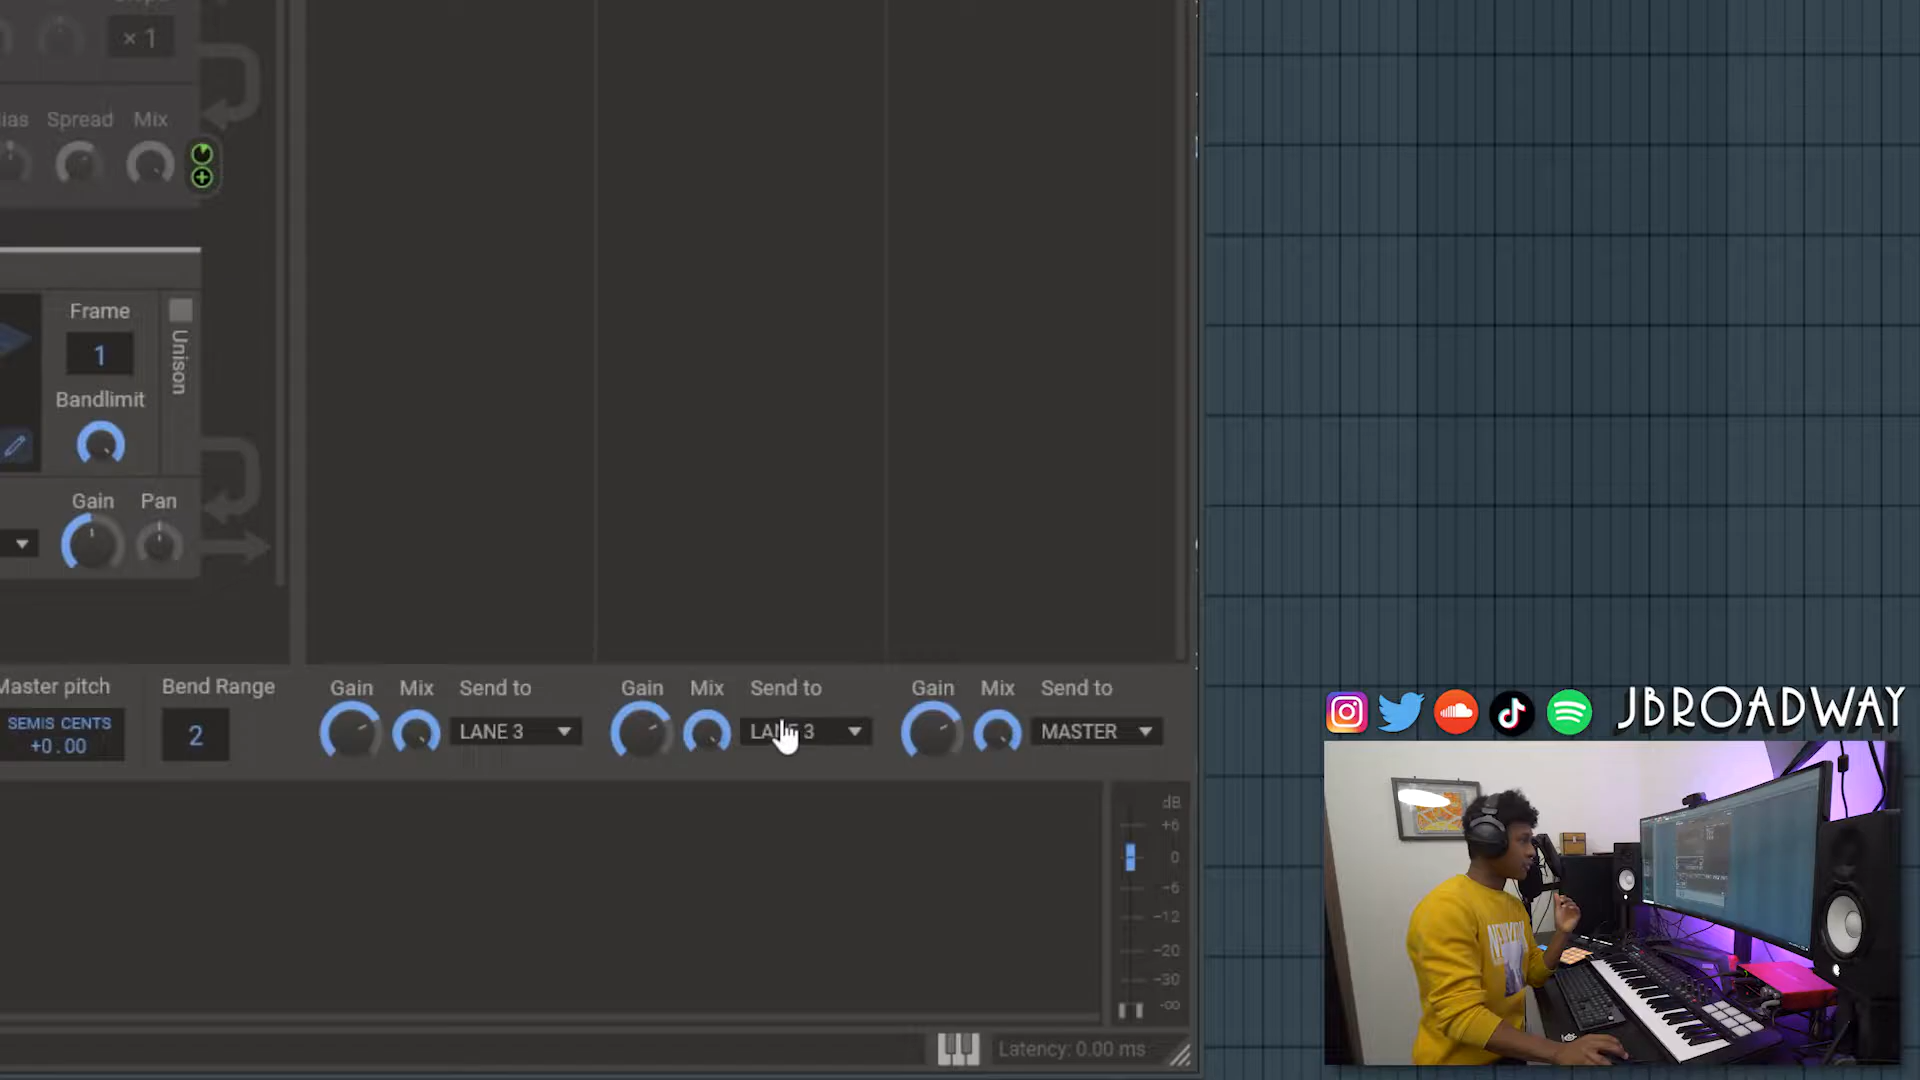 × 1
Spread Mix
Frame
1
Unison
Bandlimit
Gain Pan
Master pitch
SEMIS CENTS
+0.00
Bend Range
2
Gain Mix Send to
LANE 3
Gain Mix Send to
LANE 3
Gain Mix Send to
MASTER
dB
+6
0
-6
-12
-20
-30
-∞
Latency: 0.00 ms
JBROADWAY